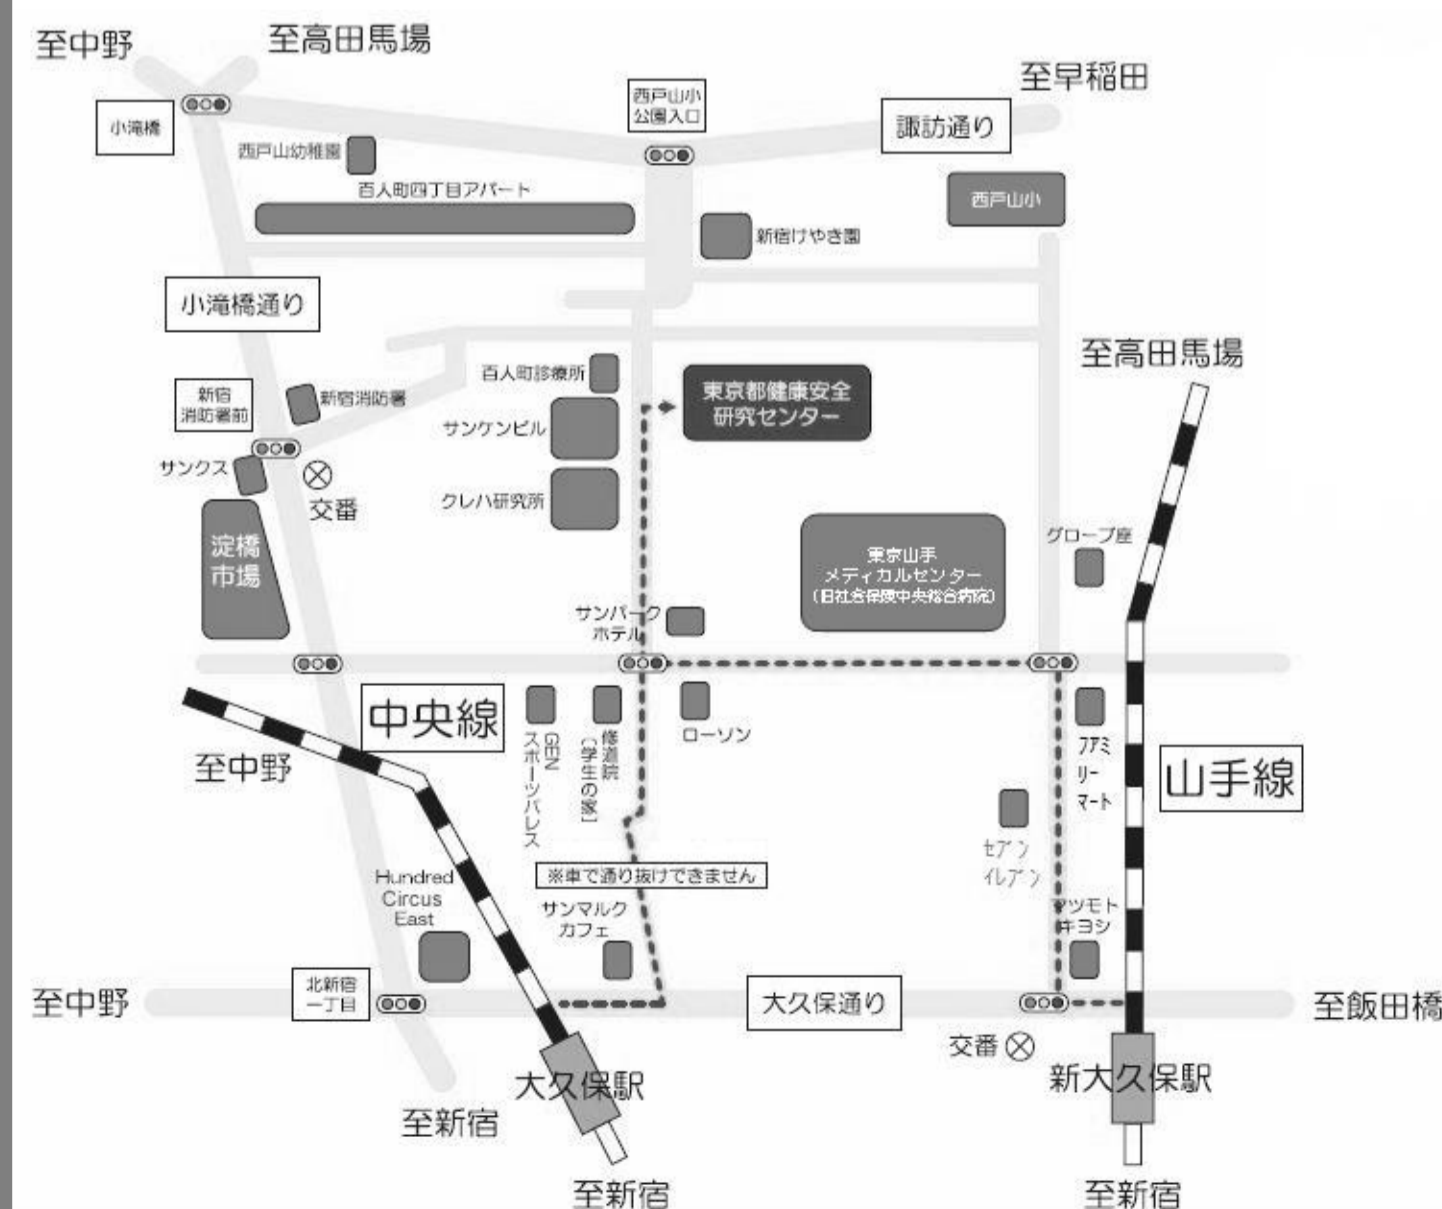 至中野
至高田馬場
至早稲田
西戸山小
公園入口
小滝橋
諏訪通り
西戸山幼稚園
百人町四丁目アパート
西戸山小
新宿けやき園
小滝橋通り
至高田馬場
百人町診療所
東京都健康安全
研究センター
新宿
消防署前
新宿消防署
サンケンビル
サンクス
交番
クレハ研究所
淀橋
市場
グローブ座
東京山手
メディカルセンター
(旧社会保険中央総合病院)
サンパーク
ホテル
中央線
GEN
スポーツパレス
修道院
[学生の家]
ローソン
ファミ
リー
マート
山手線
至中野
セブン
イレブン
※車で通り抜けできません
Hundred
Circus
East
サンマルク
カフェ
マツモト
キヨシ
北新宿
一丁目
至中野
大久保通り
至飯田橋
交番
大久保駅
新大久保駅
至新宿
至新宿
至新宿